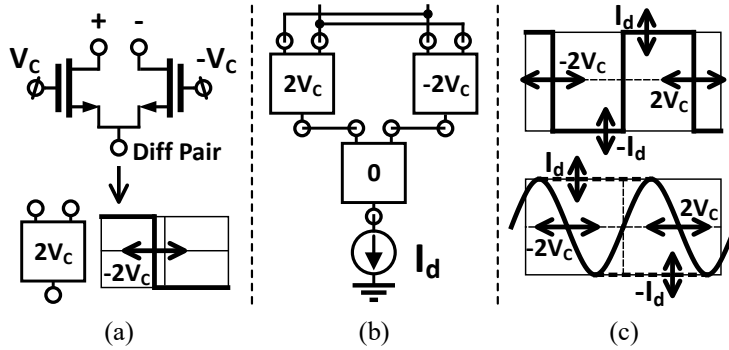 + -
V_C -V_C
Diff Pair
2V_C
-2V_C
(a)
2V_C -2V_C
0
I_d
(b)
I_d
-2V_C
2V_C
-I_d
I_d
2V_C
-2V_C
-I_d
(c)